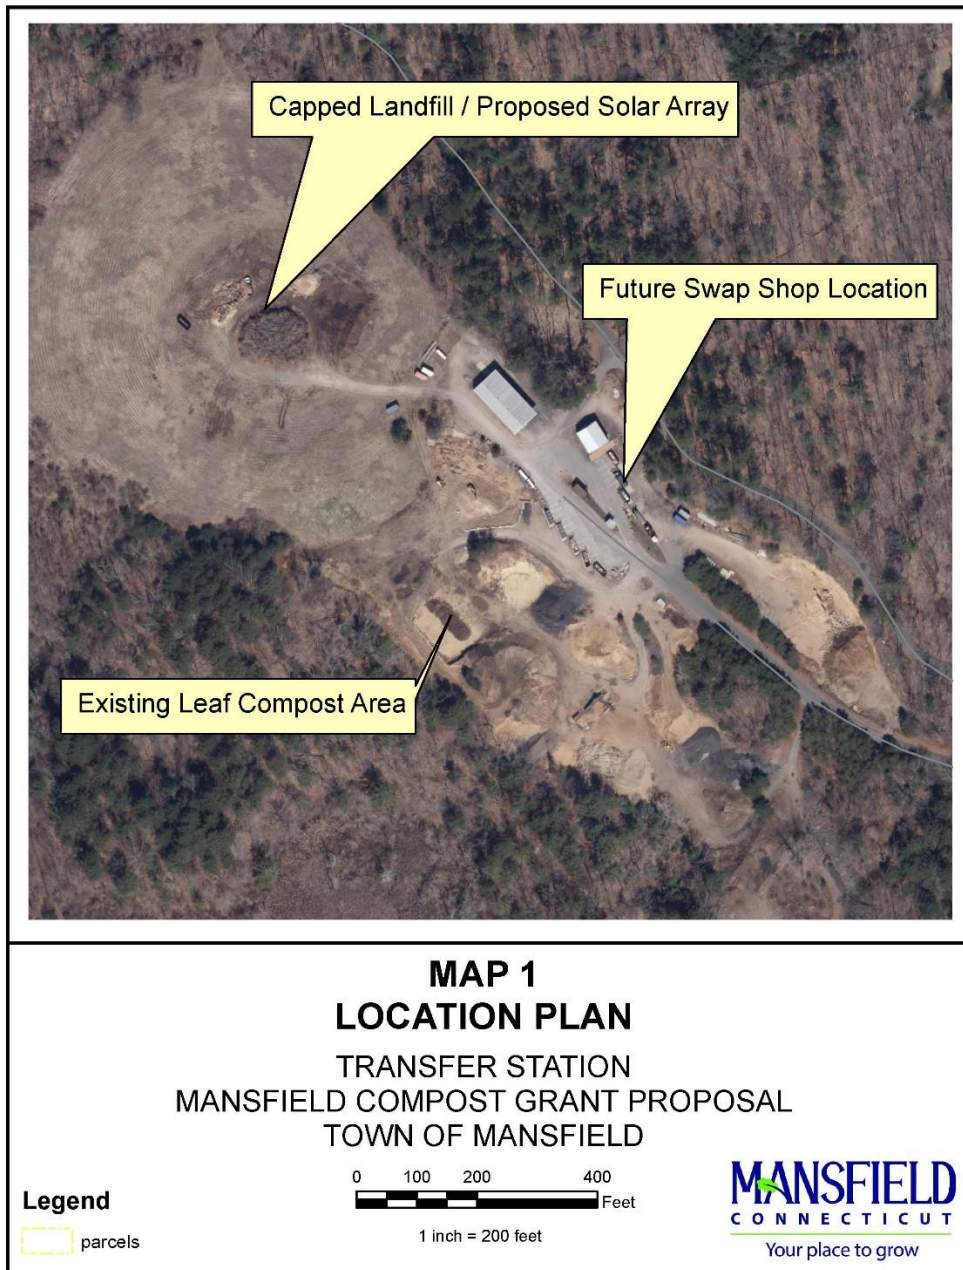 Capped Landfill / Proposed Solar Array
Future Swap Shop Location
Existing Leaf Compost Area
MAP 1
LOCATION PLAN
TRANSFER STATION
MANSFIELD COMPOST GRANT PROPOSAL
TOWN OF MANSFIELD
Legend
parcels
0 100 200 400
Feet
1 inch = 200 feet
MANSFIELD
CONNECTICUT
Your place to grow